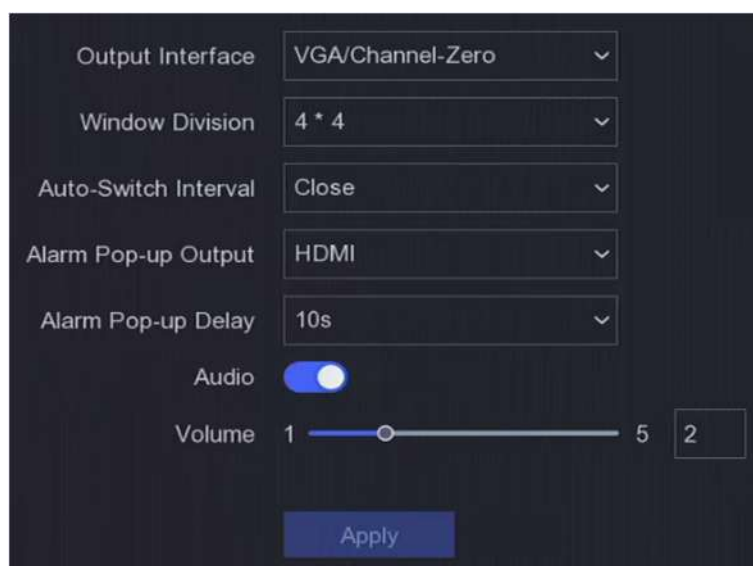 Output Interface VGA/Channel-Zero
Window Division 4 * 4
Auto-Switch Interval Close
Alarm Pop-up Output HDMI
Alarm Pop-up Delay 10s
Audio
Volume 1 5 2
Apply